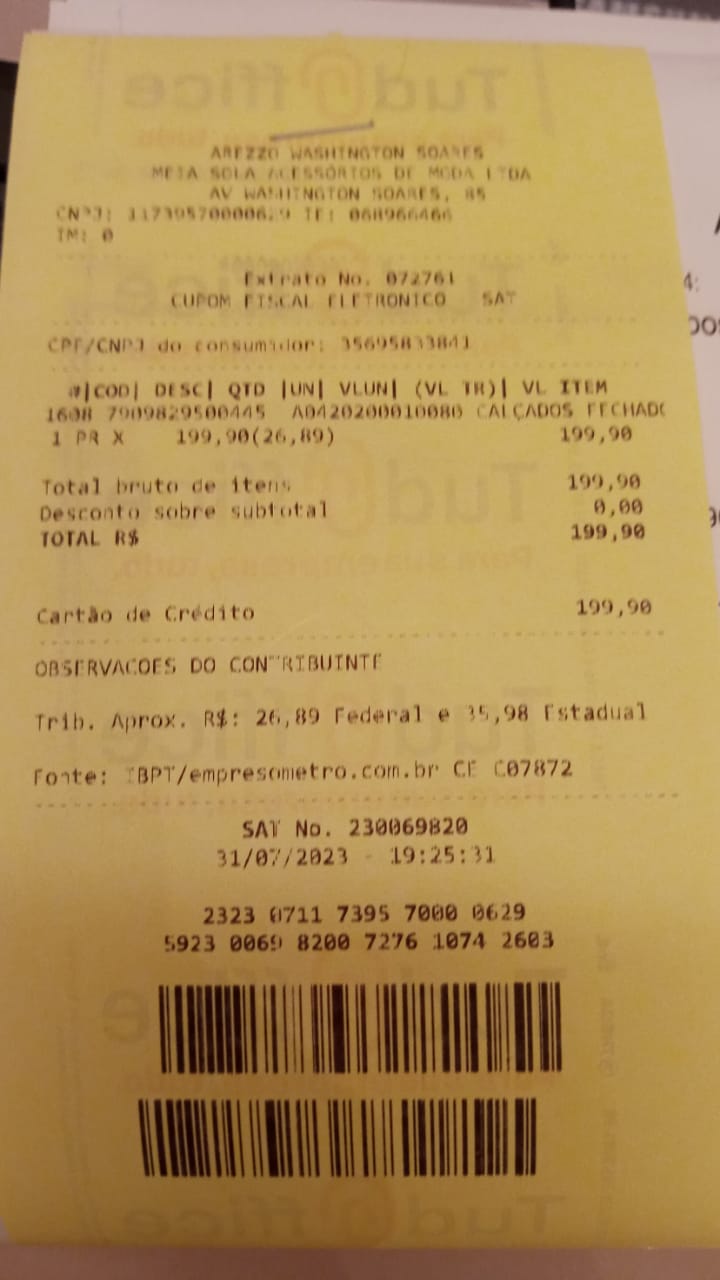 AREZZO WASHINGTON SOARES
META SOLA ACESSORIOS DE MODA LTDA
AV WASHINGTON SOARES, 85
CNPJ: 11739570000629 IE: 068966466
IM: 0
Extrato No. 072761
CUPOM FISCAL ELETRONICO SAT
CPF/CNPJ do consumidor: 35695833841
#|COD| DESC| QTD |UN| VLUN| (VL TR)| VL ITEM
1608 7909829500445 A0420200010080 CALÇADOS FECHADO
1 PR X 199,90(26,89) 199,90
Total bruto de itens 199,90
Desconto sobre subtotal 0,00
TOTAL R$ 199,90
Cartão de Crédito 199,90
OBSERVACOES DO CONTRIBUINTE
Trib. Aprox. R$: 26,89 Federal e 35,98 Estadual
Fonte: IBPT/empresometro.com.br CE C07872
SAT No. 230069820
31/07/2023 - 19:25:31
2323 0711 7395 7000 0629
5923 0069 8200 7276 1074 2603